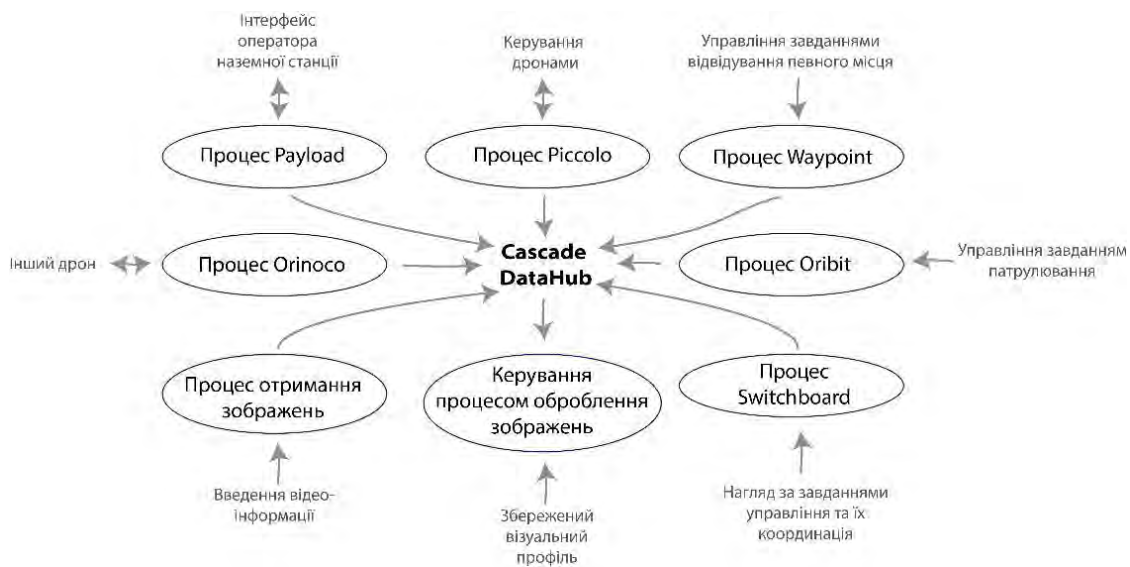 Інтерфейс
оператора
наземної станції
Керування
дронами
Управління завданнями
відвідування певного місця
Процес Payload
Процес Piccolo
Процес Waypoint
Інший дрон
Процес Orinoco
Cascade
DataHub
Процес Oribit
Управління завданням
патрулювання
Процес отримання
зображень
Керування
процесом оброблення
зображень
Процес
Switchboard
Введення відео-
інформації
Збережений
візуальний
профіль
Нагляд за завданнями
управління та їх
координація